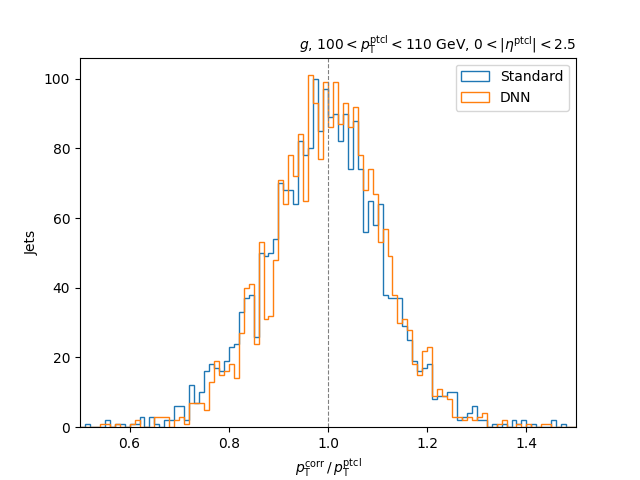 g, 100 < p_T^ptcl < 110 GeV, 0 < |η^ptcl| < 2.5
Standard
DNN
Jets
100
80
60
40
20
0
0.6 0.8 1.0 1.2 1.4
p_T^corr / p_T^ptcl